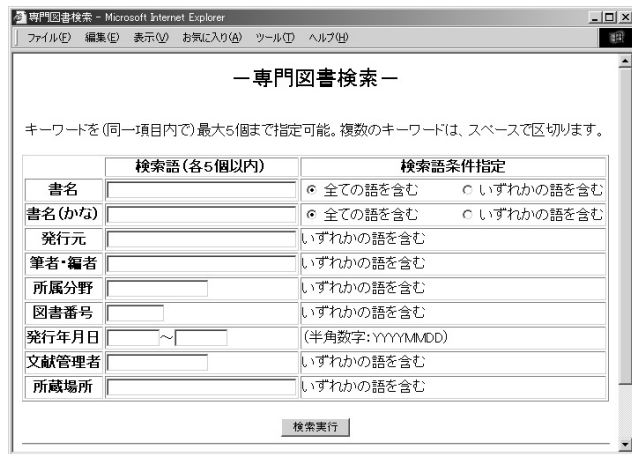 専門図書検索 - Microsoft Internet Explorer
ファイル(F) 編集(E) 表示(V) お気に入り(A) ツール(T) ヘルプ(H)
－専門図書検索－
キーワードを(同一項目内で)最大5個まで指定可能。複数のキーワードは、スペースで区切ります。
検索語(各5個以内) 検索語条件指定
書名 全ての語を含む いずれかの語を含む
書名(かな) 全ての語を含む いずれかの語を含む
発行元 いずれかの語を含む
筆者・編者 いずれかの語を含む
所属分野 いずれかの語を含む
図書番号 いずれかの語を含む
発行年月日 ～ (半角数字：YYYYMMDD)
文献管理者 いずれかの語を含む
所蔵場所 いずれかの語を含む
検索実行